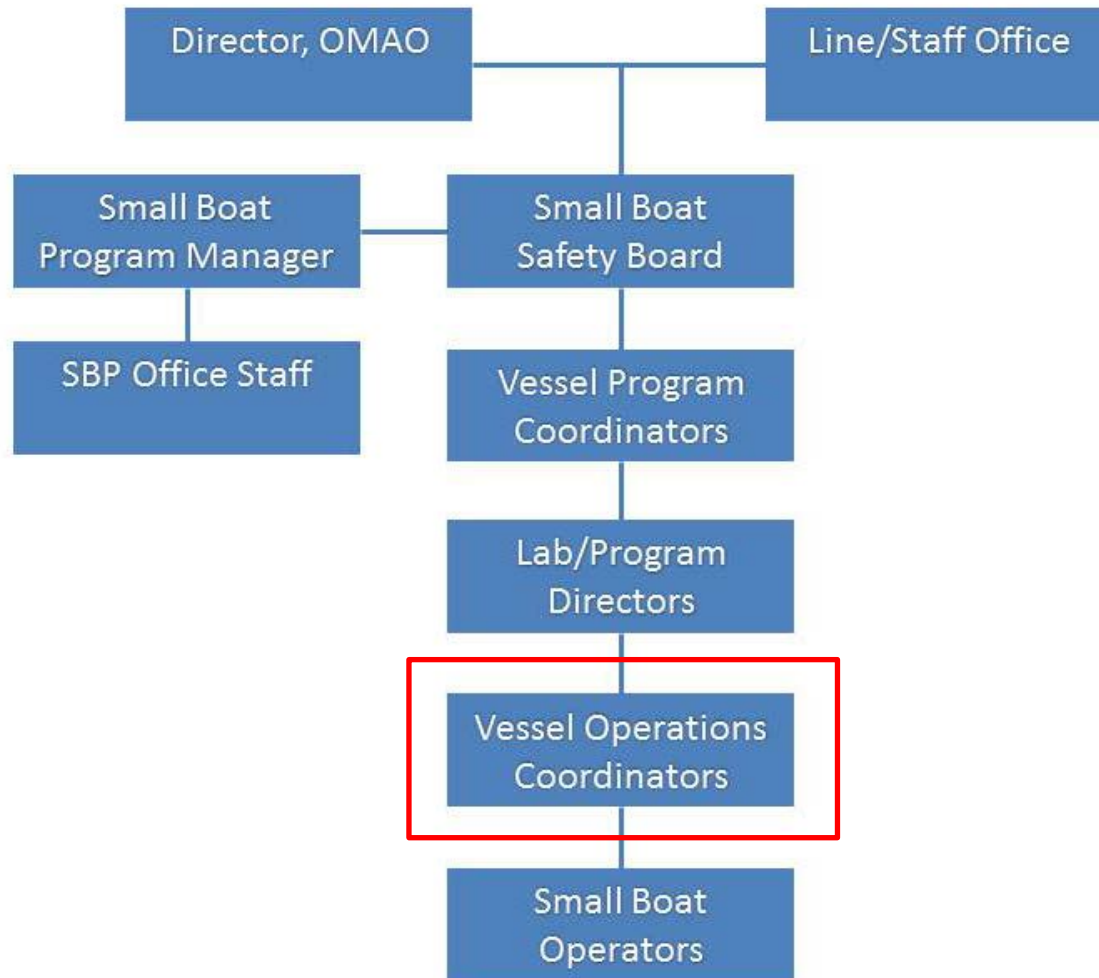 Director, OMAO
Line/Staff Office
Small Boat
Program Manager
Small Boat
Safety Board
SBP Office Staff
Vessel Program
Coordinators
Lab/Program
Directors
Vessel Operations
Coordinators
Small Boat
Operators